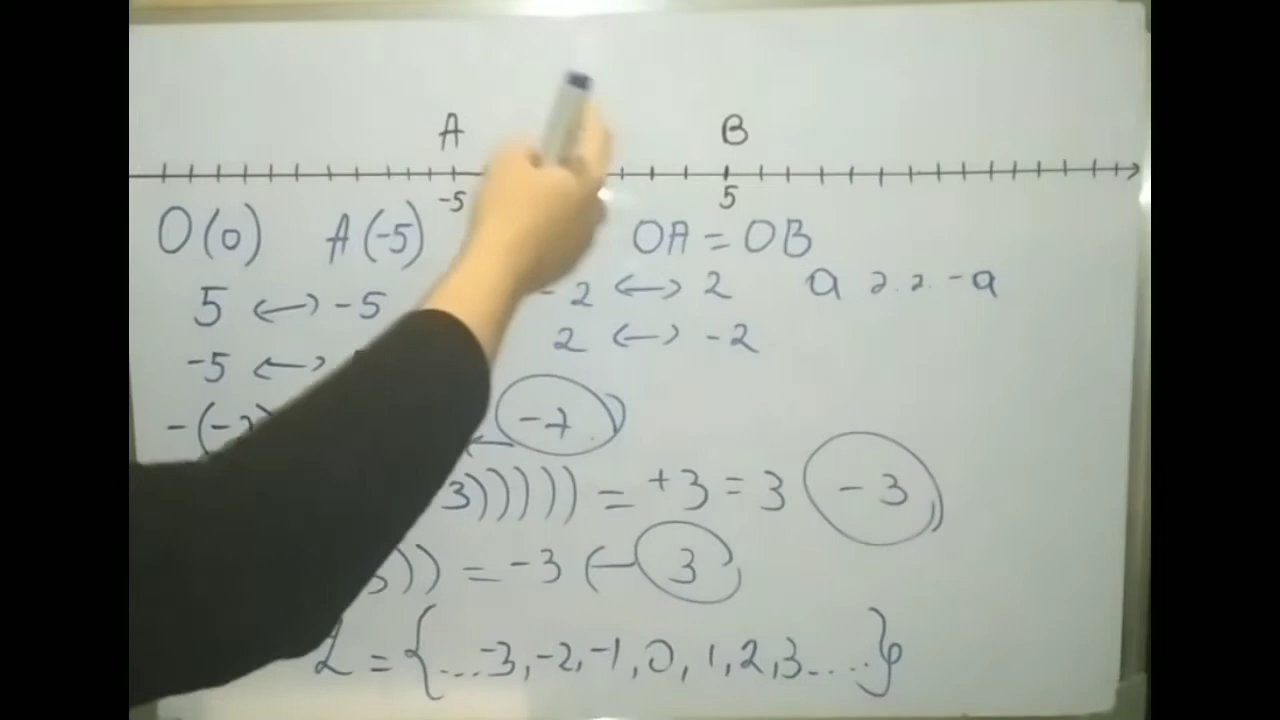 A B
-5 5
O(0) A(-5) OA = OB
5 ↔ -5 -2 ↔ 2 a ə.ə. -a
-5 ↔ 2 ↔ -2
-(-7 -7
3))))) = +3 = 3 -3
)) = -3 3
Z = {...-3,-2,-1,0,1,2,3....}